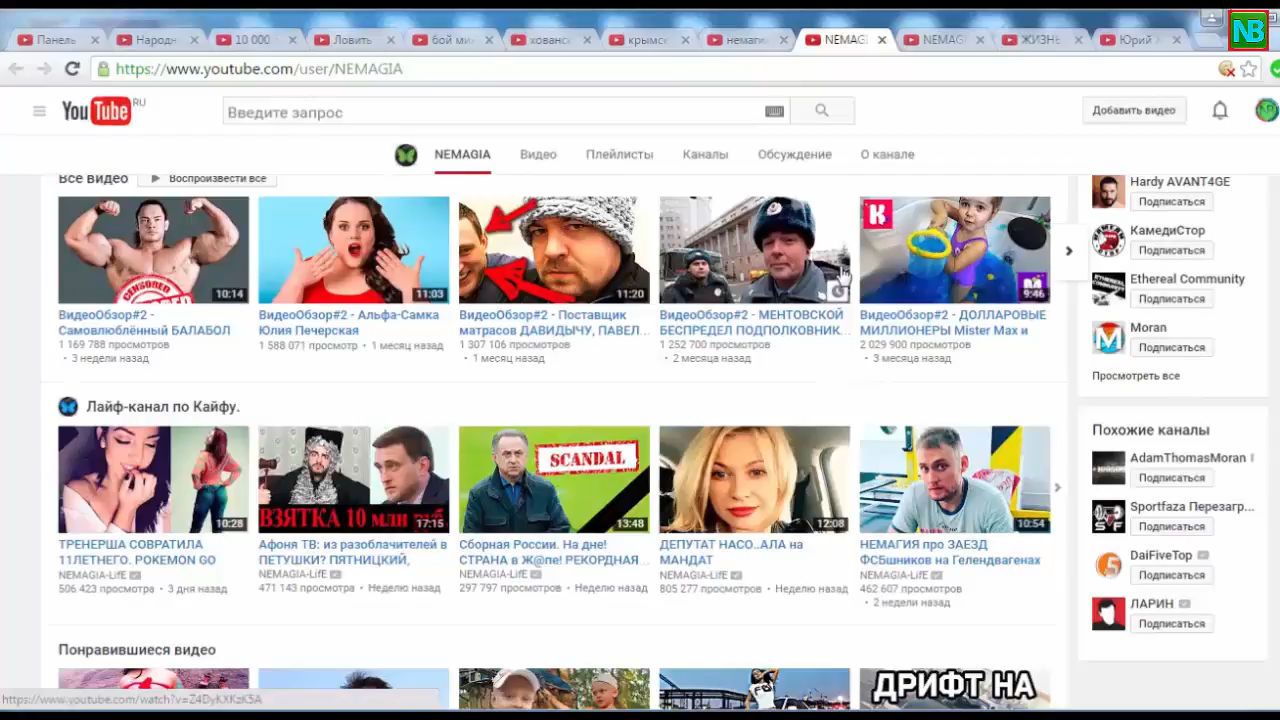 Панель
Народн
10 000
Ловить
бой ми
ковано
крымс
немаги
NEMAGI
NEMAG
ЖИЗНЬ
Юрий
NB
https://www.youtube.com/user/NEMAGIA
YouTube RU
Введите запрос
Добавить видео
NEMAGIA
Видео
Плейлисты
Каналы
Обсуждение
О канале
Все видео
Воспроизвести все
CENSORED
10:14
11:03
11:20
K
9:46
ВидеоОбзор#2 -
Самовлюблённый БАЛАБОЛ
1 169 788 просмотров
• 3 недели назад
ВидеоОбзор#2 - Альфа-Самка
Юлия Печерская
1 588 071 просмотр • 1 месяц назад
ВидеоОбзор#2 - Поставщик
матрасов ДАВИДЫЧУ, ПАВЕЛ...
1 307 106 просмотров
• 1 месяц назад
ВидеоОбзор#2 - МЕНТОВСКОЙ
БЕСПРЕДЕЛ ПОДПОЛКОВНИК...
1 252 700 просмотров
• 2 месяца назад
ВидеоОбзор#2 - ДОЛЛАРОВЫЕ
МИЛЛИОНЕРЫ Mister Max и
2 029 900 просмотров
• 3 месяца назад
Лайф-канал по Кайфу.
10:28
ВЗЯТКА 10 млн руб
17:15
SCANDAL
13:48
12:08
10:54
ТРЕНЕРША СОВРАТИЛА
11ЛЕТНЕГО. POKEMON GO
NEMAGIA-LifE
506 423 просмотра • 3 дня назад
Афоня ТВ: из разоблачителей в
ПЕТУШКИ? ПЯТНИЦКИЙ,
NEMAGIA-LifE
471 143 просмотра • Неделю назад
Сборная России. На дне!
СТРАНА в Ж@пе! РЕКОРДНАЯ...
NEMAGIA-LifE
297 797 просмотров • Неделю назад
ДЕПУТАТ НАСО..АЛА на
МАНДАТ
NEMAGIA-LifE
805 277 просмотров • Неделю назад
НЕМАГИЯ про ЗАЕЗД
ФСБшников на Гелендвагенах
NEMAGIA-LifE
462 607 просмотров
• 2 недели назад
Понравившиеся видео
ДРИФТ НА
Hardy AVANT4GE
Подписаться
КамедиСтор
Подписаться
Ethereal Community
Подписаться
Moran
Подписаться
Просмотреть все
Похожие каналы
AdamThomasMoran
Подписаться
Sportfaza Перезагр...
Подписаться
DaiFiveTop
Подписаться
ЛАРИН
Подписаться
https://www.youtube.com/watch?v=Z4DyKXKzK5A